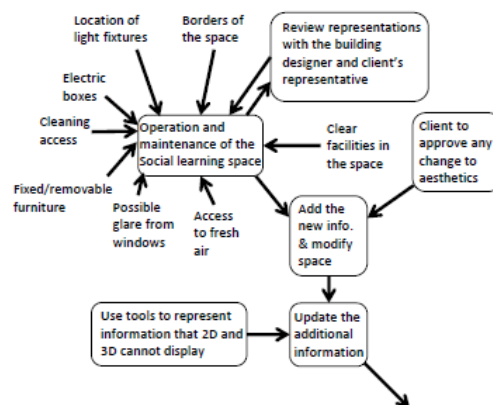 Location of
light fixtures
Borders of
the space
Review representations
with the building
designer and client's
representative
Electric
boxes
Cleaning
access
Operation and
maintenance of the
Social learning space
Clear
facilities in
the space
Client to
approve any
change to
aesthetics
Fixed/removable
furniture
Possible
glare from
windows
Access
to fresh
air
Add the
new info.
& modify
space
Use tools to represent
information that 2D and
3D cannot display
Update the
additional
information